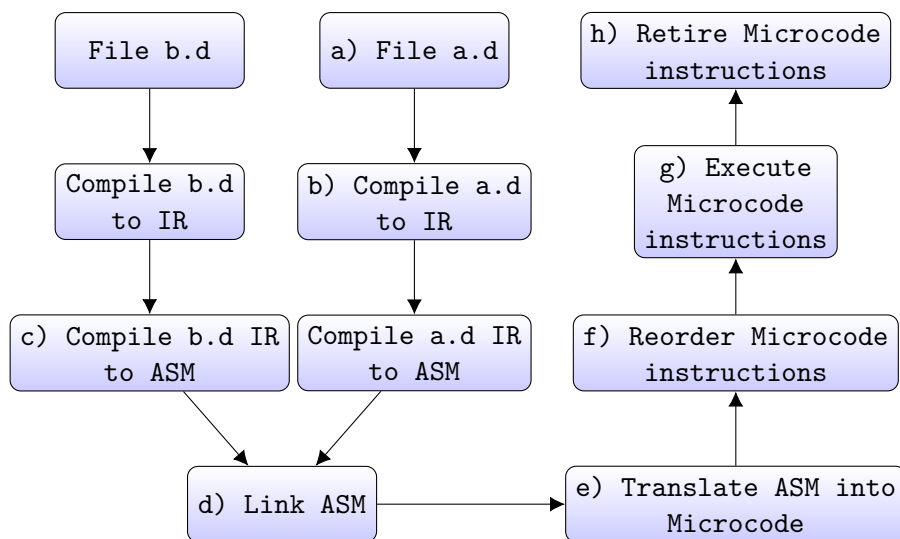 File b.d
a) File a.d
h) Retire Microcode
instructions
Compile b.d
to IR
b) Compile a.d
to IR
g) Execute
Microcode
instructions
c) Compile b.d IR
to ASM
Compile a.d IR
to ASM
f) Reorder Microcode
instructions
d) Link ASM
e) Translate ASM into
Microcode